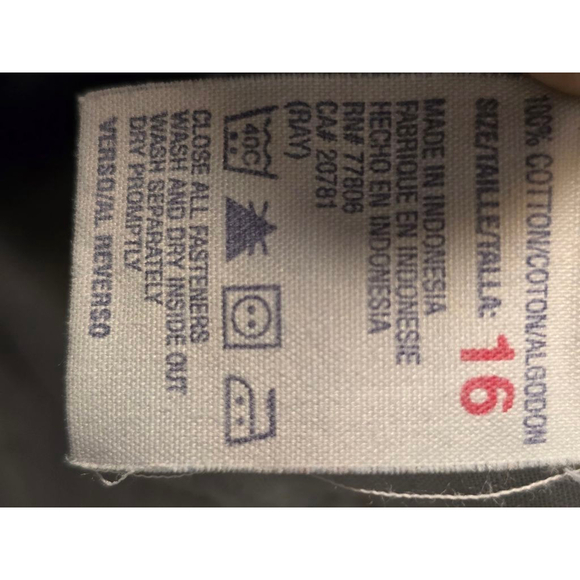 100% COTTON/COTON/ALGODON
SIZE/TAILLE/TALLA: 16
MADE IN INDONESIA
FABRIQUE EN INDONESIE
HECHO EN INDONESIA
RN# 77806
CA# 20781
(RAY)
40C
CLOSE ALL FASTENERS
WASH AND DRY INSIDE OUT
WASH SEPARATELY
DRY PROMPTLY
VERSO/AL REVERSO